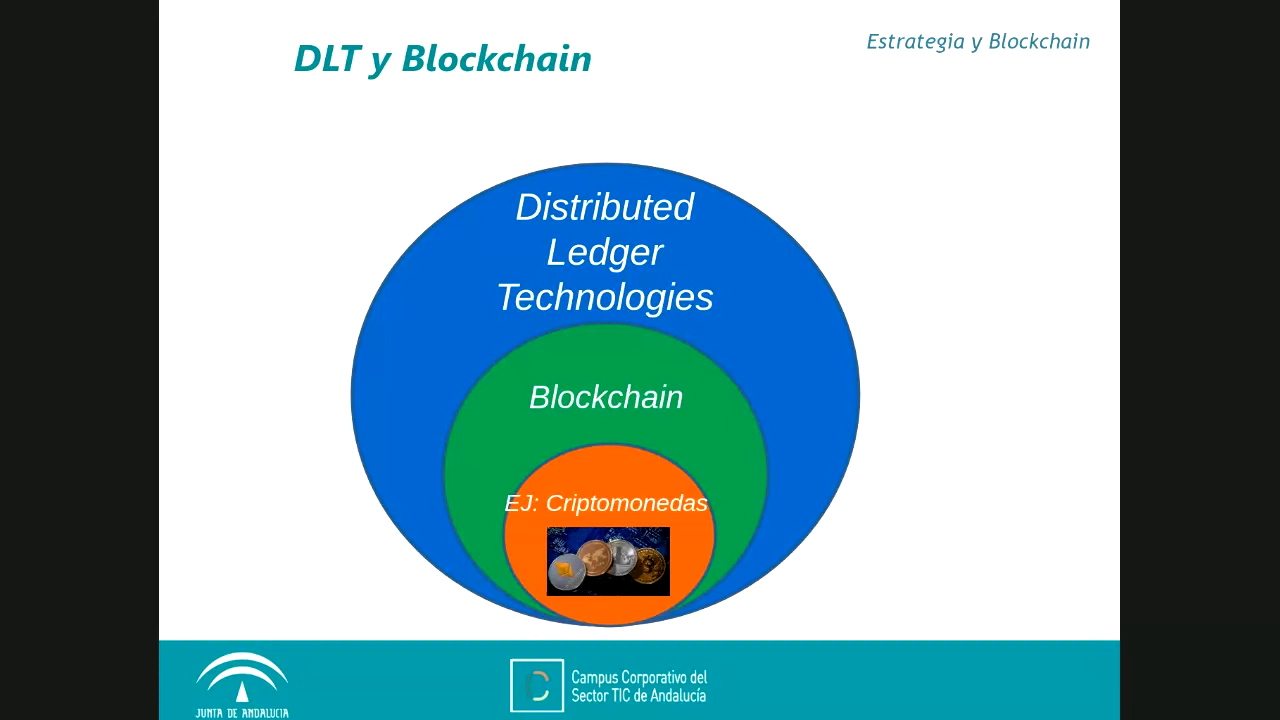 DLT y Blockchain
Estrategia y Blockchain
Distributed
Ledger
Technologies
Blockchain
EJ: Criptomonedas
JUNTA DE ANDALUCIA
Campus Corporativo del
Sector TIC de Andalucía